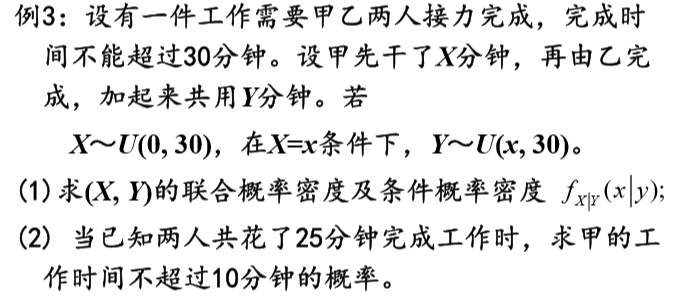 例3：设有一件工作需要甲乙两人接力完成，完成时
间不能超过30分钟。设甲先干了X分钟，再由乙完
成，加起来共用Y分钟。若
X～U(0, 30)，在X=x条件下，Y～U(x, 30)。
(1) 求(X, Y)的联合概率密度及条件概率密度 f_{X|Y}(x|y);
(2) 当已知两人共花了25分钟完成工作时，求甲的工
作时间不超过10分钟的概率。